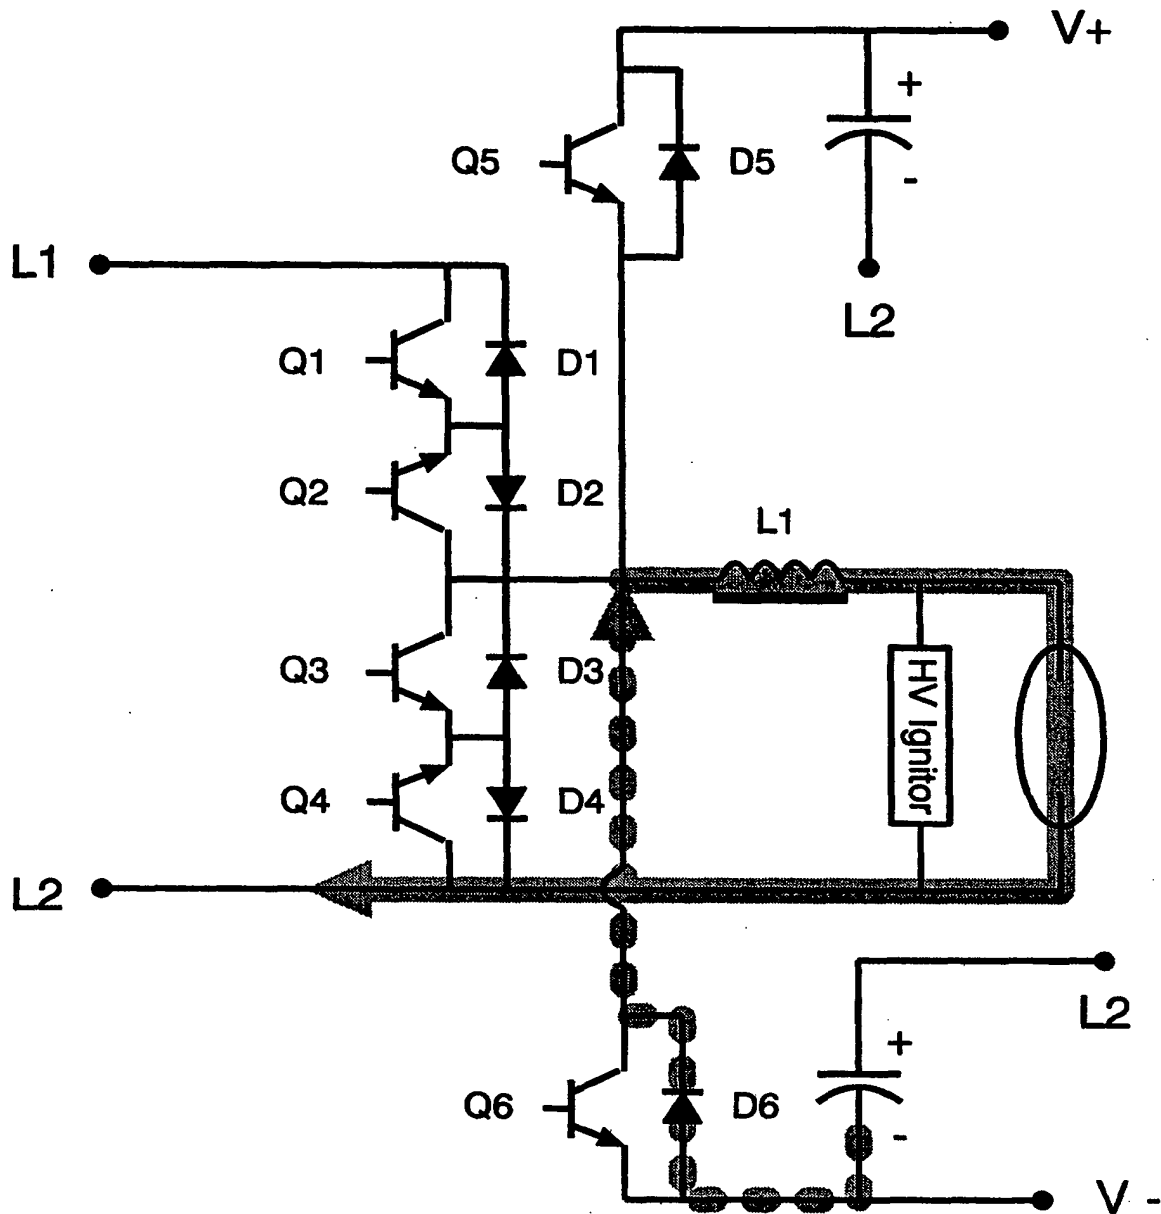 V+
+
Q5
D5
-
L1
L2
Q1
D1
Q2
D2
L1
Q3
D3
HV Ignitor
Q4
D4
L2
L2
+
Q6
D6
-
V -